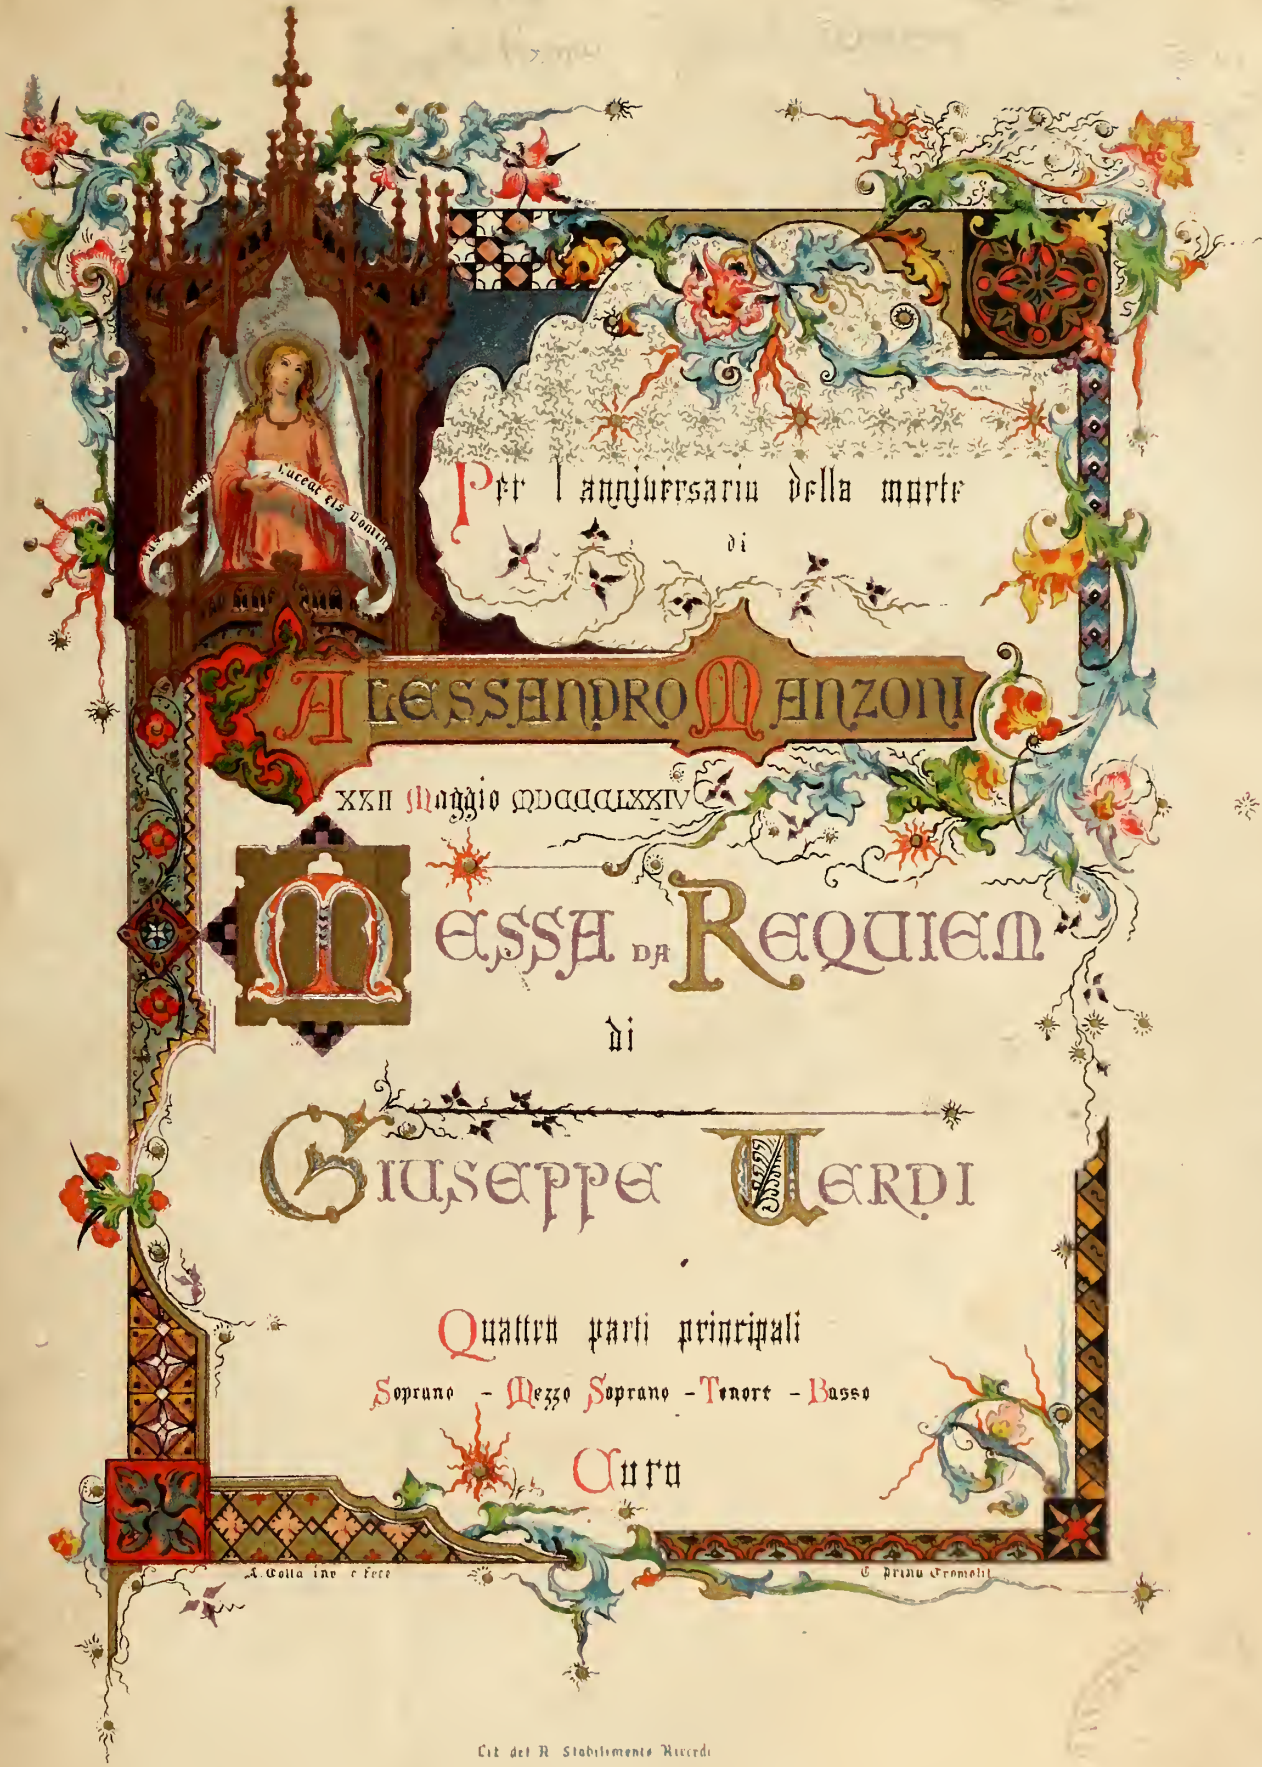 Luceat eis Domine
Per l anniversario della morte
di
ALESSANDRO MANZONI
XXII Maggio MDCCCLXXIV
MESSA DA REQUIEM
di
GIUSEPPE VERDI
Quattro parti principali
Soprano - Mezzo Soprano - Tenore - Basso
Coro
A. Colla inv e fece
Cromolit
Lit del R Stabilimento Ricordi